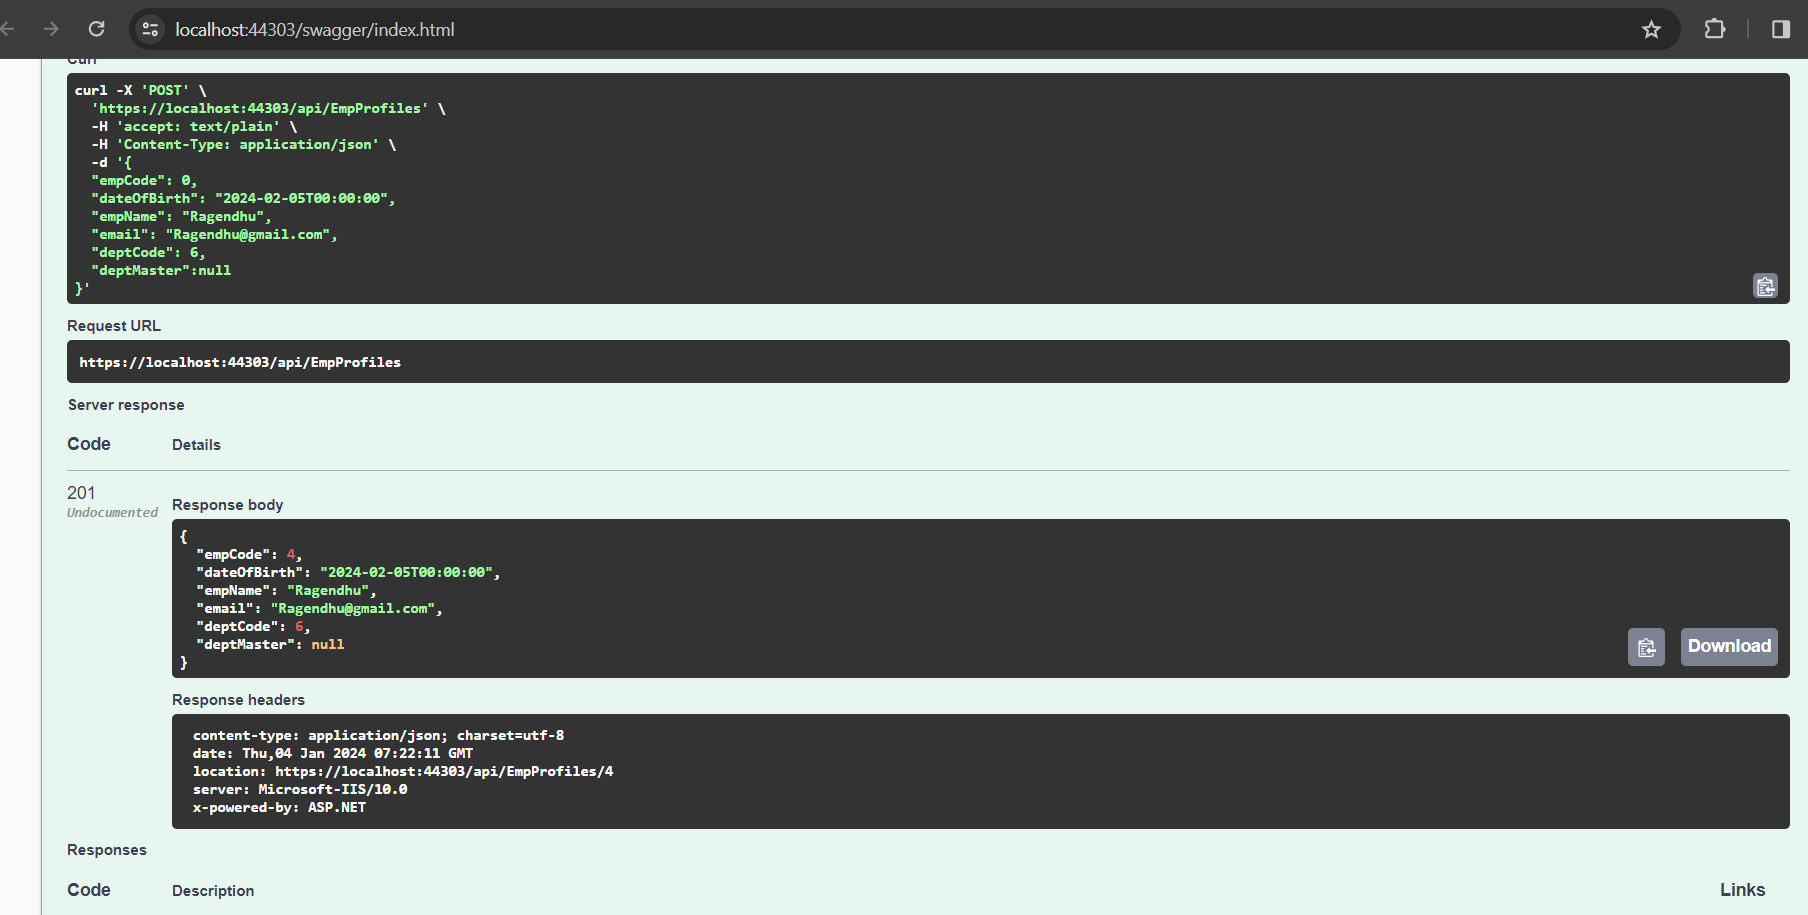 localhost:44303/swagger/index.html
Curl
curl -X 'POST' \
'https://localhost:44303/api/EmpProfiles' \
-H 'accept: text/plain' \
-H 'Content-Type: application/json' \
-d '{
"empCode": 0,
"dateOfBirth": "2024-02-05T00:00:00",
"empName": "Ragendhu",
"email": "Ragendhu@gmail.com",
"deptCode": 6,
"deptMaster":null
}'
Request URL
https://localhost:44303/api/EmpProfiles
Server response
Code Details
201
Undocumented
Response body
{
"empCode": 4,
"dateOfBirth": "2024-02-05T00:00:00",
"empName": "Ragendhu",
"email": "Ragendhu@gmail.com",
"deptCode": 6,
"deptMaster": null
}
Download
Response headers
content-type: application/json; charset=utf-8
date: Thu,04 Jan 2024 07:22:11 GMT
location: https://localhost:44303/api/EmpProfiles/4
server: Microsoft-IIS/10.0
x-powered-by: ASP.NET
Responses
Code Description Links